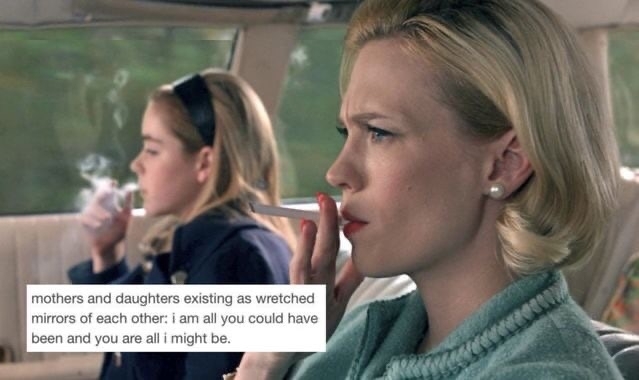 mothers and daughters existing as wretched
mirrors of each other: i am all you could have
been and you are all i might be.